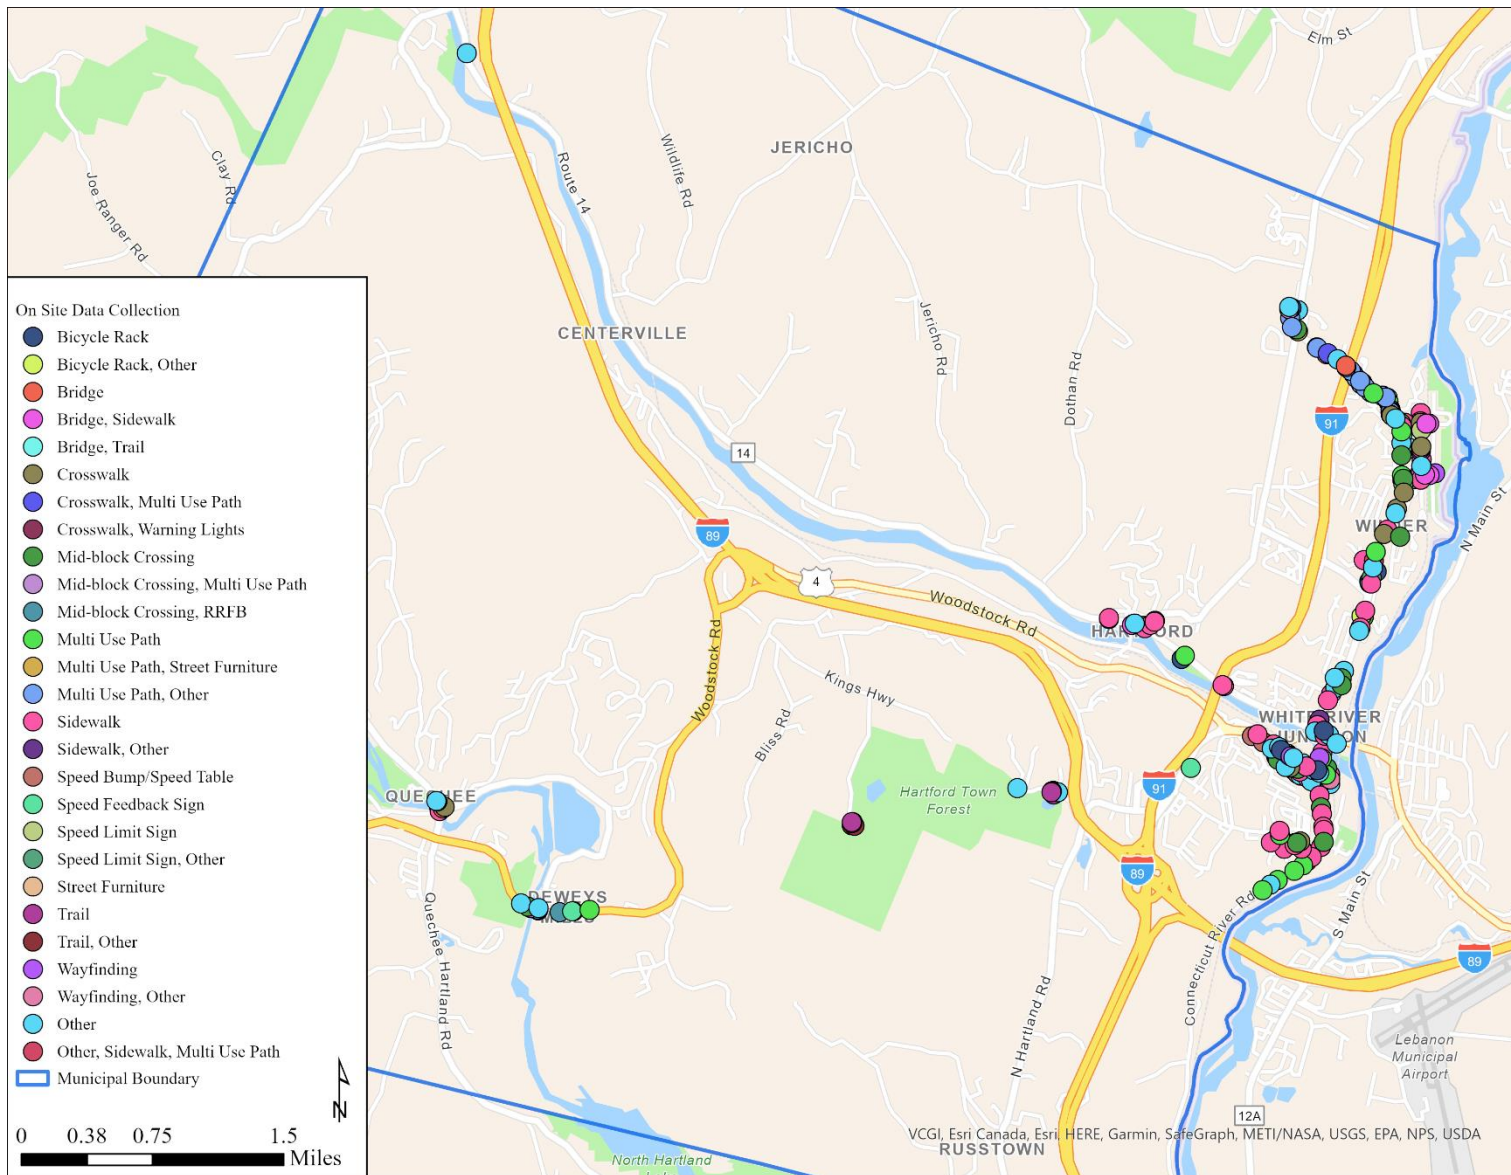 Elm St
JERICHO
Clay Rd
Joe Ranger Rd
Route 14
Wildlife Rd
Jericho Rd
Dothan Rd
CENTERVILLE
91
14
89
4
Woodstock Rd
Woodstock Rd
HARTFORD
WILDER
N Main St
Kings Hwy
Bliss Rd
WHITE RIVER
JUNCTION
QUECHEE
Hartford Town
Forest
91
89
DEWEYS
MILLS
Quechee Hartland Rd
N Hartland Rd
Connecticut River Rd
S Main St
89
Lebanon
Municipal
Airport
12A
RUSSTOWN
North Hartland
VCGI, Esri Canada, Esri, HERE, Garmin, SafeGraph, METI/NASA, USGS, EPA, NPS, USDA
On Site Data Collection
Bicycle Rack
Bicycle Rack, Other
Bridge
Bridge, Sidewalk
Bridge, Trail
Crosswalk
Crosswalk, Multi Use Path
Crosswalk, Warning Lights
Mid-block Crossing
Mid-block Crossing, Multi Use Path
Mid-block Crossing, RRFB
Multi Use Path
Multi Use Path, Street Furniture
Multi Use Path, Other
Sidewalk
Sidewalk, Other
Speed Bump/Speed Table
Speed Feedback Sign
Speed Limit Sign
Speed Limit Sign, Other
Street Furniture
Trail
Trail, Other
Wayfinding
Wayfinding, Other
Other
Other, Sidewalk, Multi Use Path
Municipal Boundary
N
0 0.38 0.75 1.5
Miles